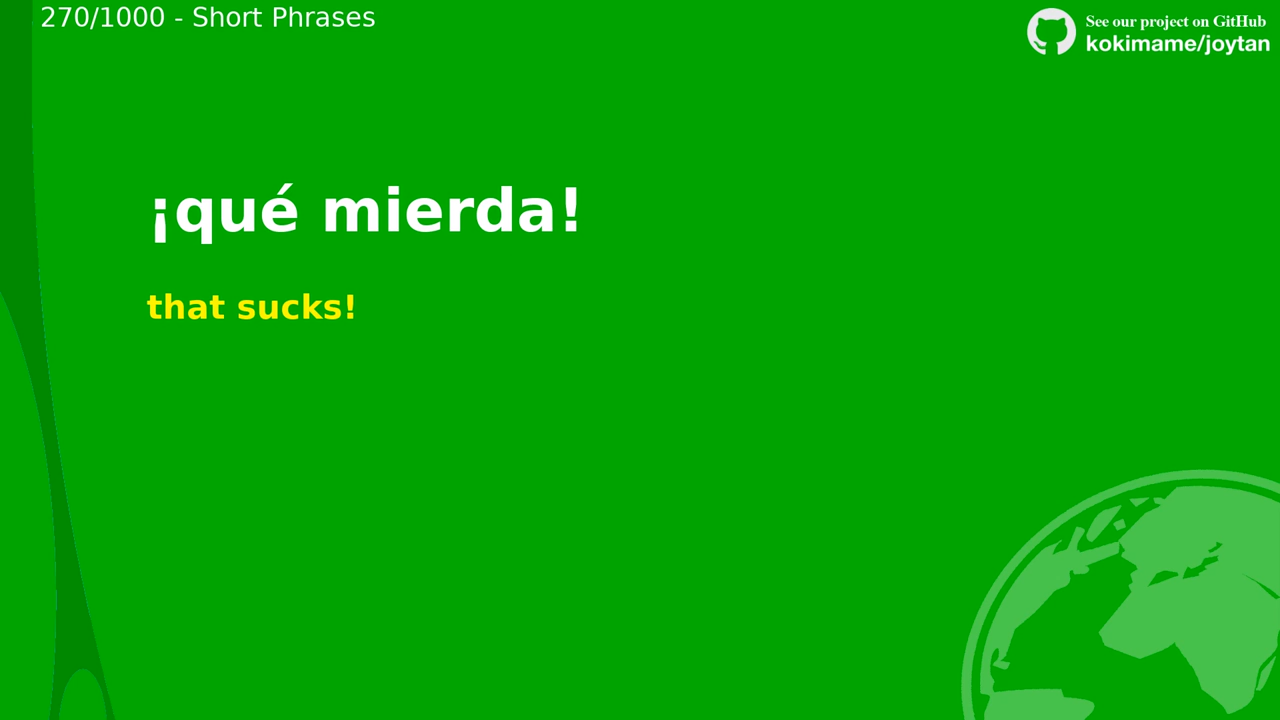 270/1000 - Short Phrases
See our project on GitHub
kokimame/joytan
¡qué mierda!
that sucks!